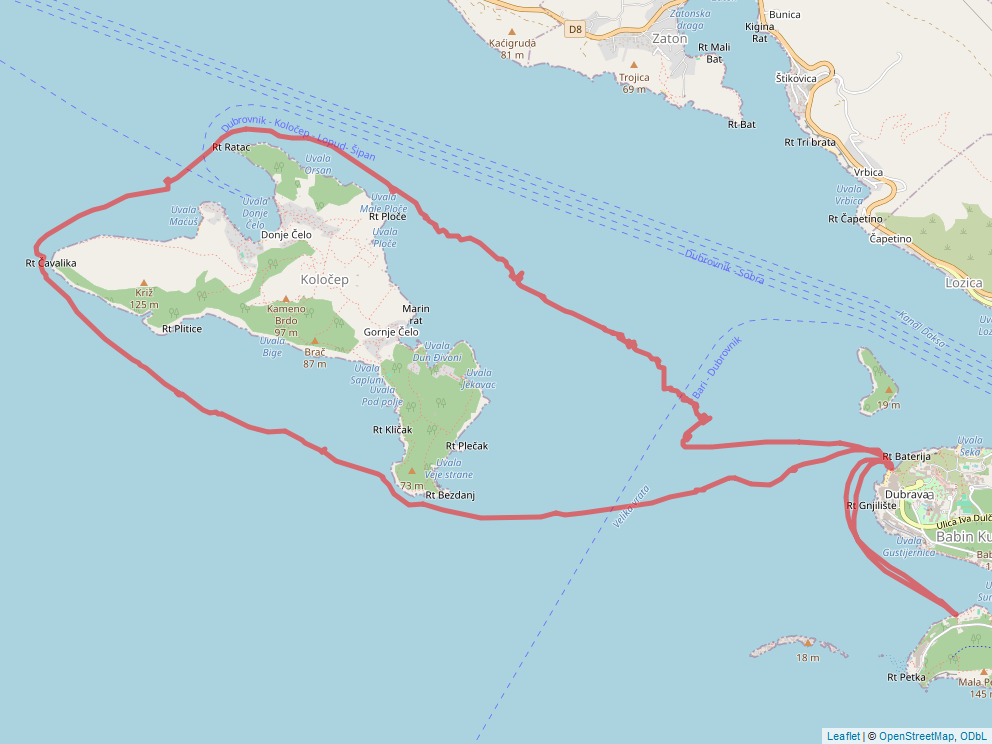 Bunica
Kigina
Rat
Zatonska
draga
D8
Kaćigruda
81 m
Zaton
Rt Mali
Bat
Trojica
69 m
Štikovica
Rt Bat
Dubrovnik - Koločep - Lopud- Šipan
Rt Tri brata
Rt Ratac
Uvala
Orsan
Vrbica
Uvala
Vrbica
Uvala
Male Ploče
Uvala
Donje
Čelo
Uvala
Maćuš
Rt Ploče
Rt Čapetino
Donje Čelo
Uvala
Ploče
Čapetino
Rt Cavalika
Dubrovnik - Sobra
Koločep
Križ
125 m
Lozica
Kameno
Brdo
97 m
Marin
rat
Kanal Daksa
Rt Plitice
Gornje Čelo
Uvala
Bige
Brač
87 m
Uvala
Dun Đivoni
Bari - Dubrovnik
Uvala
Šaplun
Uvala
Jekavac
Uvala
Pod polje
19 m
Rt Kličak
Rt Plečak
Uvala
Seka
Rt Baterija
Uvala
Veje strane
73 m
Rt Bezdanj
Dubrava
Velika vrata
Rt Gnjilište
Ulica Iva Dulč
Babin Ku
Uvala
Gustijernica
Bab
18 m
Rt Petka
Mala Pe
145
Leaflet | © OpenStreetMap, ODbL